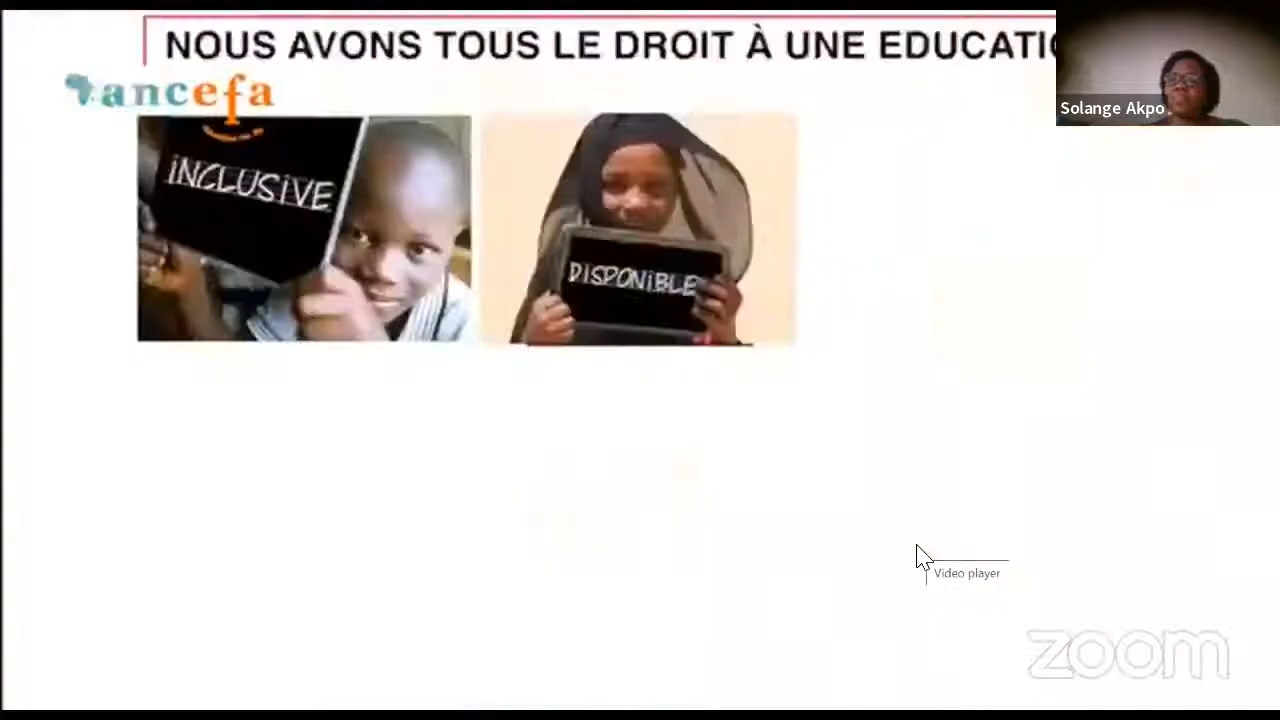 NOUS AVONS TOUS LE DROIT À UNE EDUCATI
ancefa
Solange Akpo
INCLUSIVE
DISPONIBLE
Video player
zoom